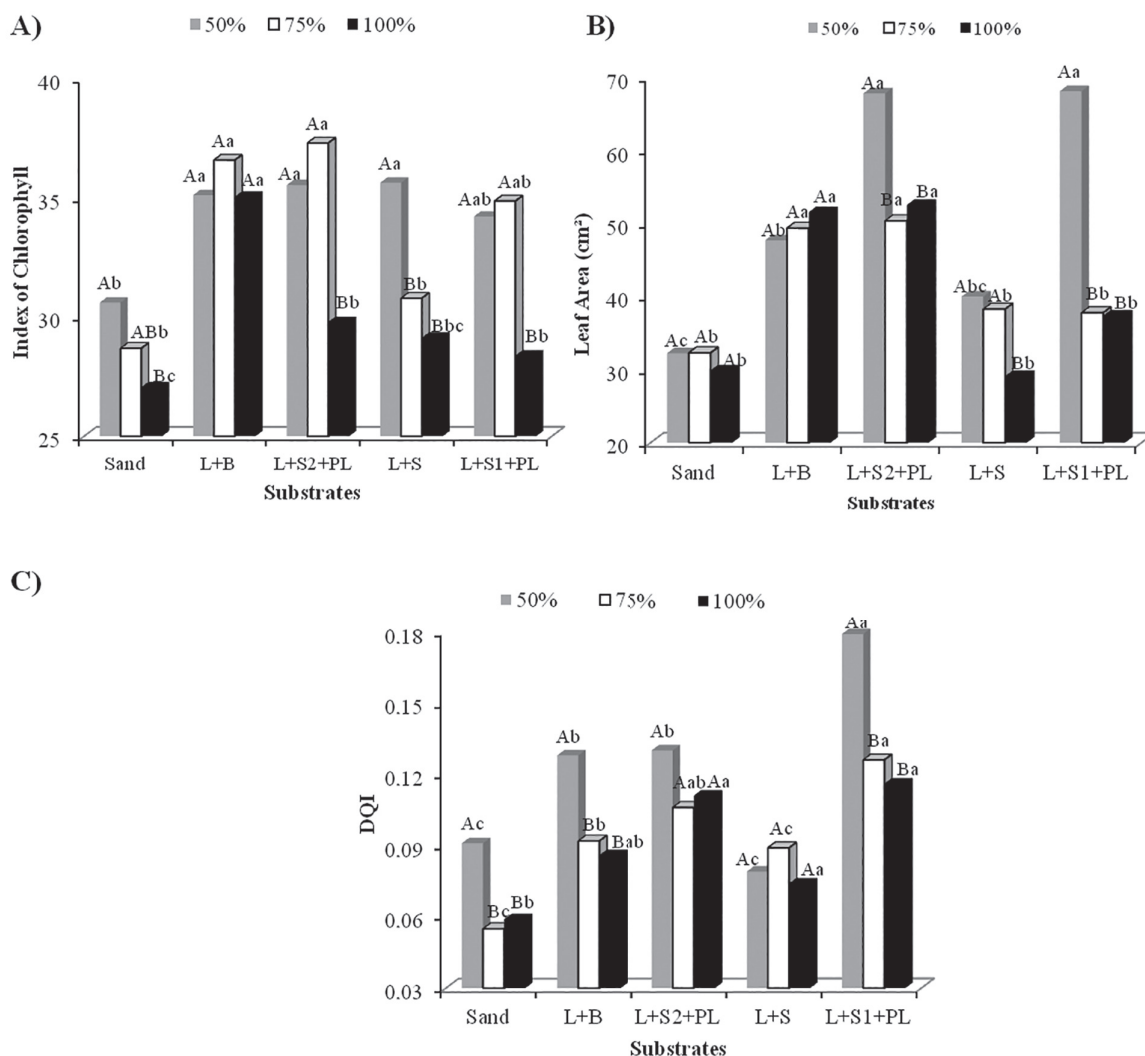 A)
50% 75% 100%
Index of Chlorophyll
40
35
30
25
Ab ABb Bc
Aa Aa Aa
Aa Aa Bb
Aa Bb Bbc
Aab Aab Bb
Sand L+B L+S2+PL L+S L+S1+PL
Substrates
B)
50% 75% 100%
Leaf Area (cm²)
70
60
50
40
30
20
Ac Ab Ab
Ab Aa Aa
Aa Ba Ba
Abc Ab Bb
Aa Bb Bb
Sand L+B L+S2+PL L+S L+S1+PL
Substrates
C)
50% 75% 100%
DQI
0.18
0.15
0.12
0.09
0.06
0.03
Ac Bc Bb
Ab Bb Bab
Ab Aab Aa
Ac Ac Aa
Aa Ba Ba
Sand L+B L+S2+PL L+S L+S1+PL
Substrates